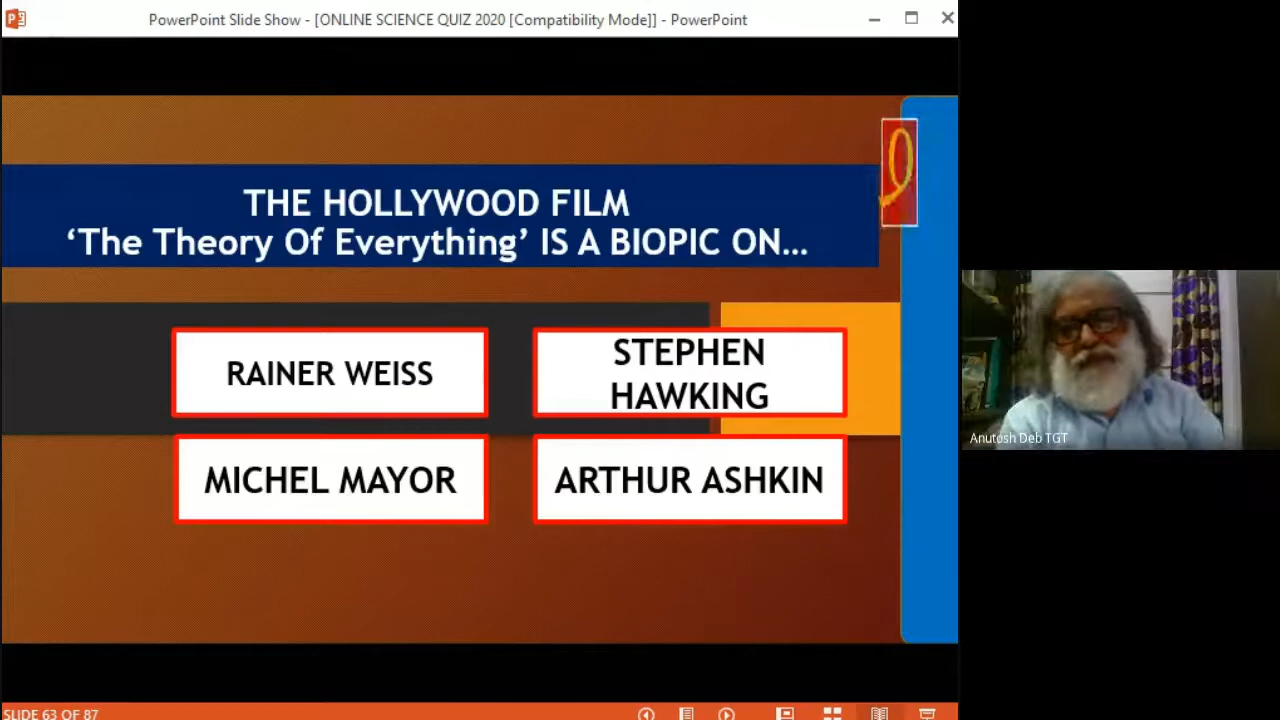 PowerPoint Slide Show - [ONLINE SCIENCE QUIZ 2020 [Compatibility Mode]] - PowerPoint
THE HOLLYWOOD FILM
‘The Theory Of Everything’ IS A BIOPIC ON...
RAINER WEISS
STEPHEN
HAWKING
MICHEL MAYOR
ARTHUR ASHKIN
Anutosh Deb TGT
SLIDE 63 OF 87